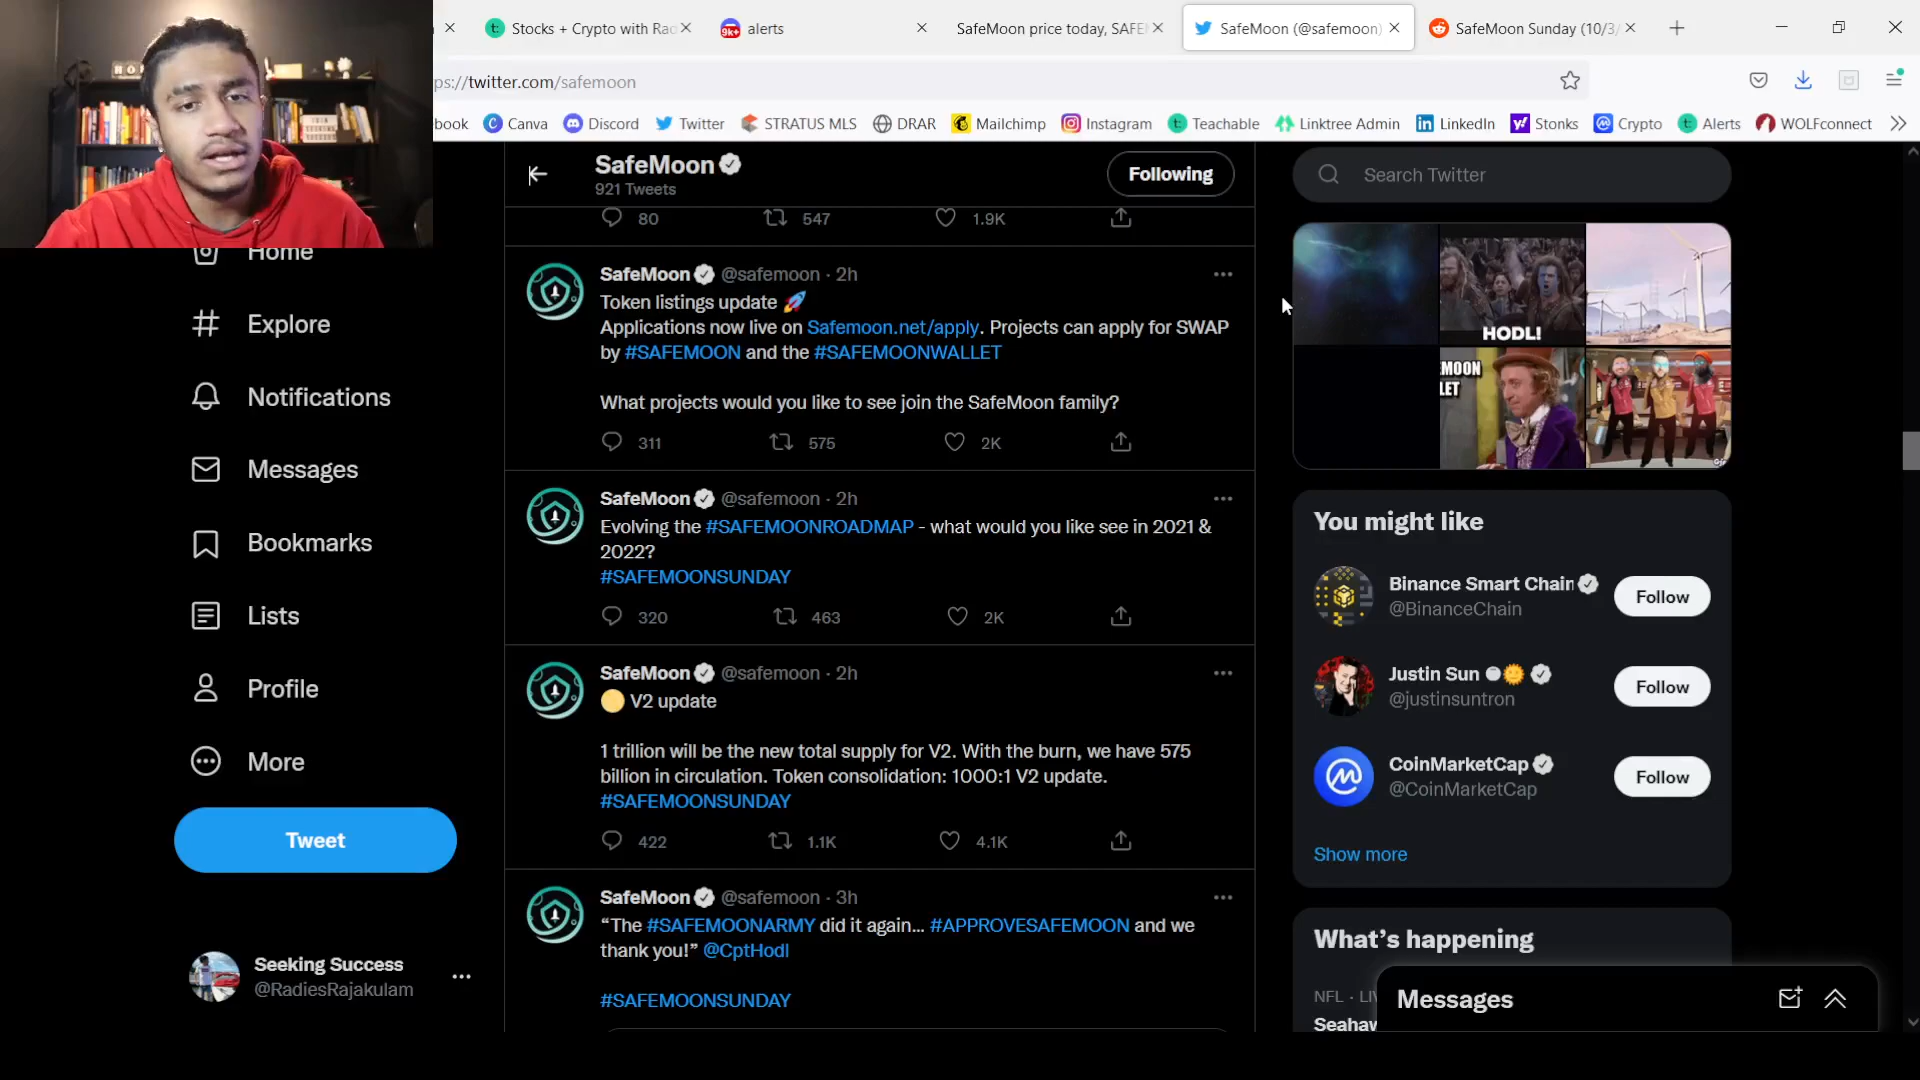 Stocks + Crypto with Rad
9k+
alerts
SafeMoon price today, SAFE
SafeMoon (@safemoon)
SafeMoon Sunday (10/3/
ps://twitter.com/safemoon
book
Canva
Discord
Twitter
STRATUS MLS
DRAR
Mailchimp
Instagram
Teachable
Linktree Admin
LinkedIn
Stonks
Crypto
Alerts
WOLFconnect
Home
Explore
Notifications
Messages
Bookmarks
Lists
Profile
More
Tweet
Seeking Success
@RadiesRajakulam
SafeMoon
921 Tweets
Following
80 547 1.9K
SafeMoon @safemoon · 2h
Token listings update 🚀
Applications now live on Safemoon.net/apply. Projects can apply for SWAP
by #SAFEMOON and the #SAFEMOONWALLET
What projects would you like to see join the SafeMoon family?
311 575 2K
SafeMoon @safemoon · 2h
Evolving the #SAFEMOONROADMAP - what would you like see in 2021 &
2022?
#SAFEMOONSUNDAY
320 463 2K
SafeMoon @safemoon · 2h
🟡 V2 update
1 trillion will be the new total supply for V2. With the burn, we have 575
billion in circulation. Token consolidation: 1000:1 V2 update.
#SAFEMOONSUNDAY
422 1.1K 4.1K
SafeMoon @safemoon · 3h
“The #SAFEMOONARMY did it again... #APPROVESAFEMOON and we
thank you!” @CptHodl
#SAFEMOONSUNDAY
Search Twitter
HODL!
MOON
LET
You might like
Binance Smart Chain
@BinanceChain
Follow
Justin Sun 🌕🌞
@justinsuntron
Follow
CoinMarketCap
@CoinMarketCap
Follow
Show more
What's happening
NFL · LI
Seahaw
Messages